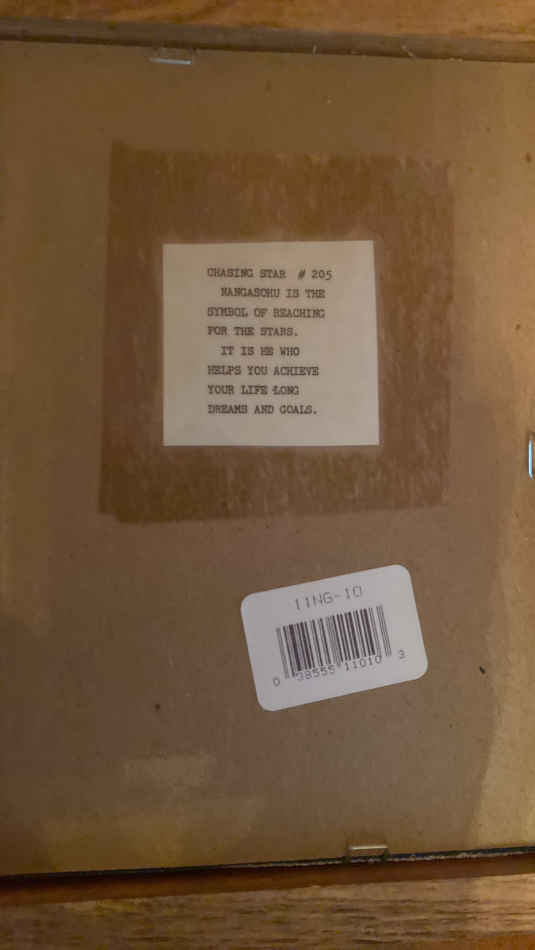 CHASING STAR # 205
NANGASOHU IS THE
SYMBOL OF REACHING
FOR THE STARS.
IT IS HE WHO
HELPS YOU ACHIEVE
YOUR LIFE LONG
DREAMS AND GOALS.
11NG-10
0 38555 11010 3